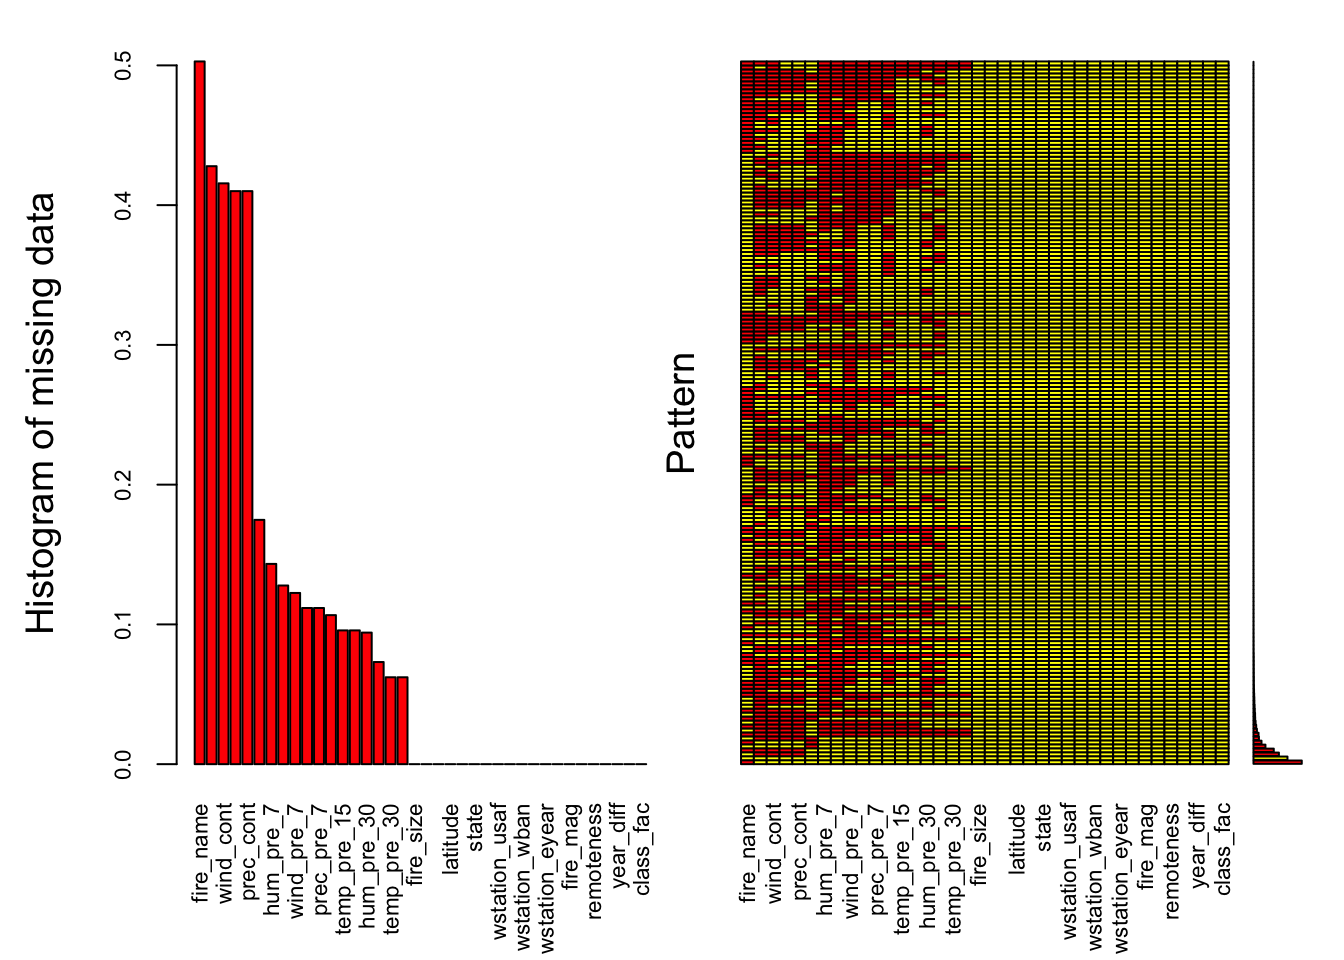 Histogram of missing data
0.5
0.4
0.3
0.2
0.1
0.0
fire_name
wind_cont
prec_cont
hum_pre_7
wind_pre_7
prec_pre_7
temp_pre_15
hum_pre_30
temp_pre_30
fire_size
latitude
state
wstation_usaf
wstation_wban
wstation_eyear
fire_mag
remoteness
year_diff
class_fac
Pattern
fire_name
wind_cont
prec_cont
hum_pre_7
wind_pre_7
prec_pre_7
temp_pre_15
hum_pre_30
temp_pre_30
fire_size
latitude
state
wstation_usaf
wstation_wban
wstation_eyear
fire_mag
remoteness
year_diff
class_fac